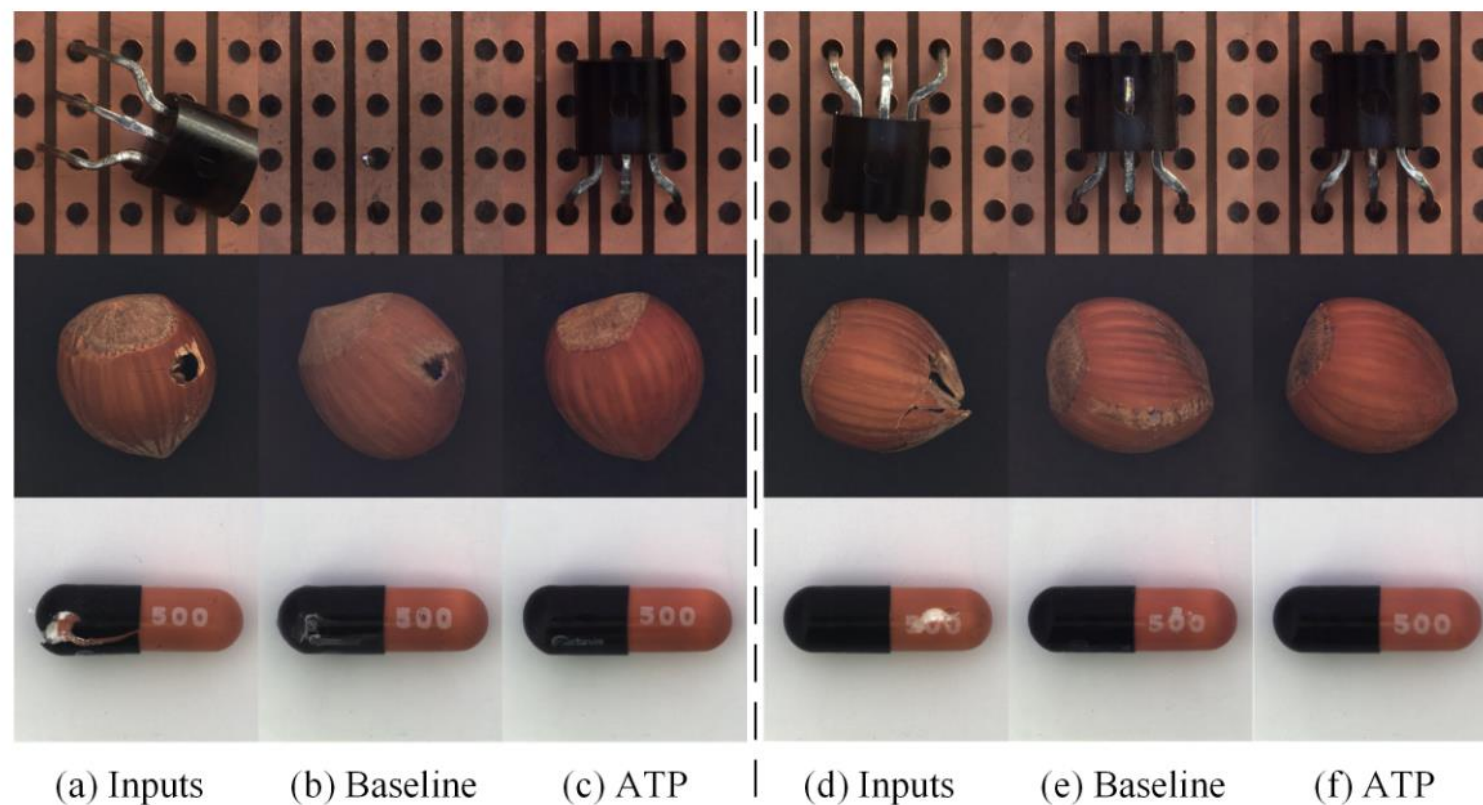 500
500
500
500
500
(a) Inputs
(b) Baseline
(c) ATP
(d) Inputs
(e) Baseline
(f) ATP